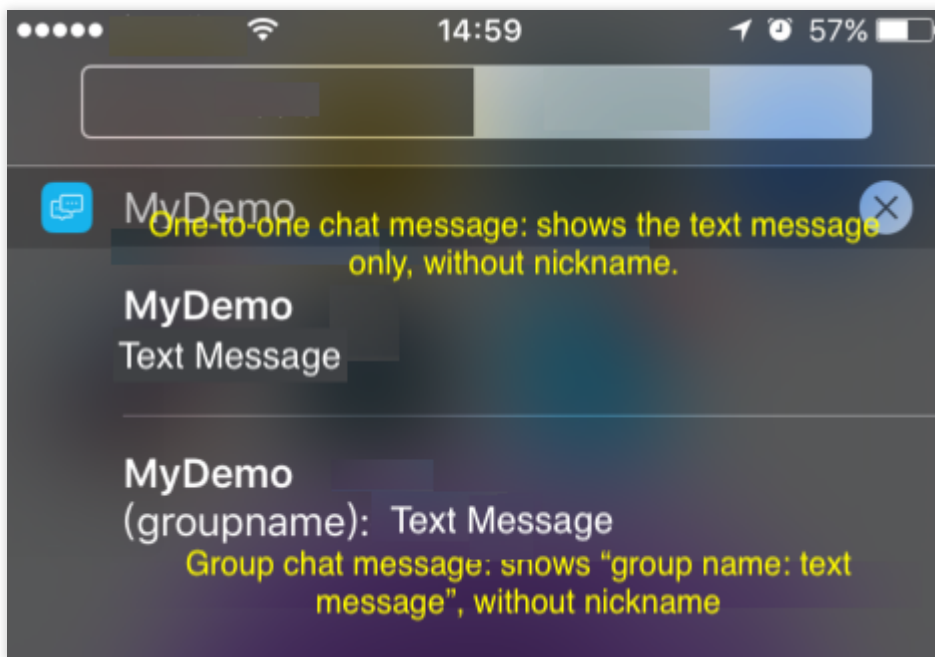 14:59
57%
MyDemo
One-to-one chat message: shows the text message
only, without nickname.
MyDemo
Text Message
MyDemo
(groupname): Text Message
Group chat message: shows “group name: text
message”, without nickname